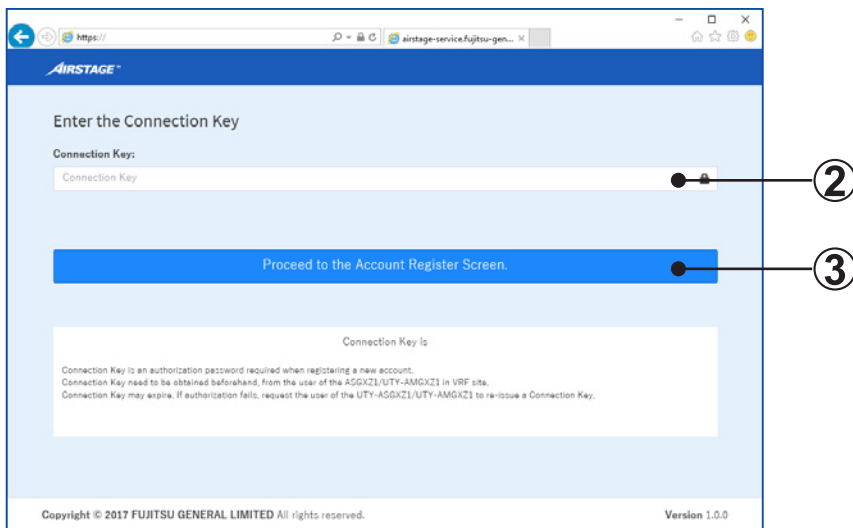 https://
airstage-service.fujitsu-gen...
AIRSTAGE™
Enter the Connection Key
Connection Key:
Connection Key
②
Proceed to the Account Register Screen.
③
Connection Key Is
Connection Key is an authorization password required when registering a new account.
Connection Key need to be obtained beforehand, from the user of the ASGXZ1/UTY-AMGXZ1 in VRF site.
Connection Key may expire. If authorization fails, request the user of the UTY-ASGXZ1/UTY-AMGXZ1 to re-issue a Connection Key.
Copyright © 2017 FUJITSU GENERAL LIMITED All rights reserved.
Version 1.0.0